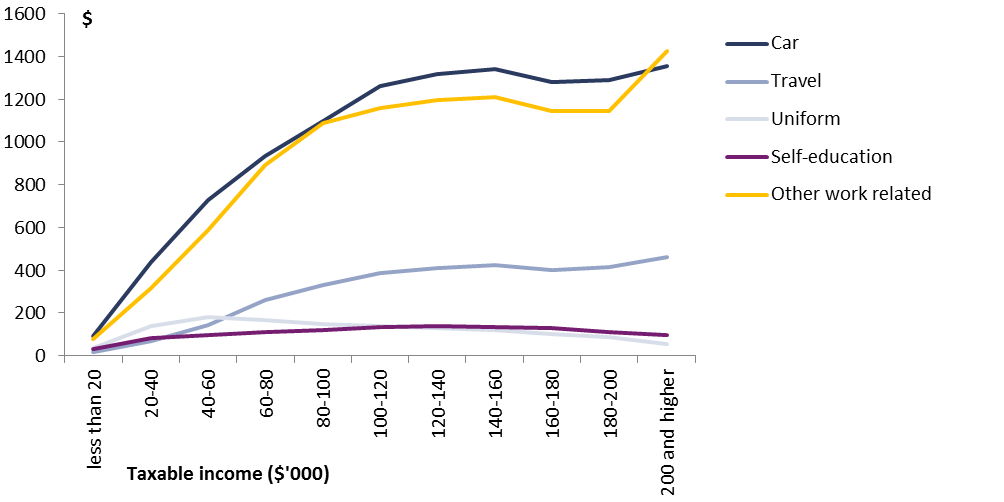 $
1600
1400
1200
1000
800
600
400
200
0
less than 20
20-40
40-60
60-80
80-100
100-120
120-140
140-160
160-180
180-200
200 and higher
Taxable income ($'000)
Car
Travel
Uniform
Self-education
Other work related